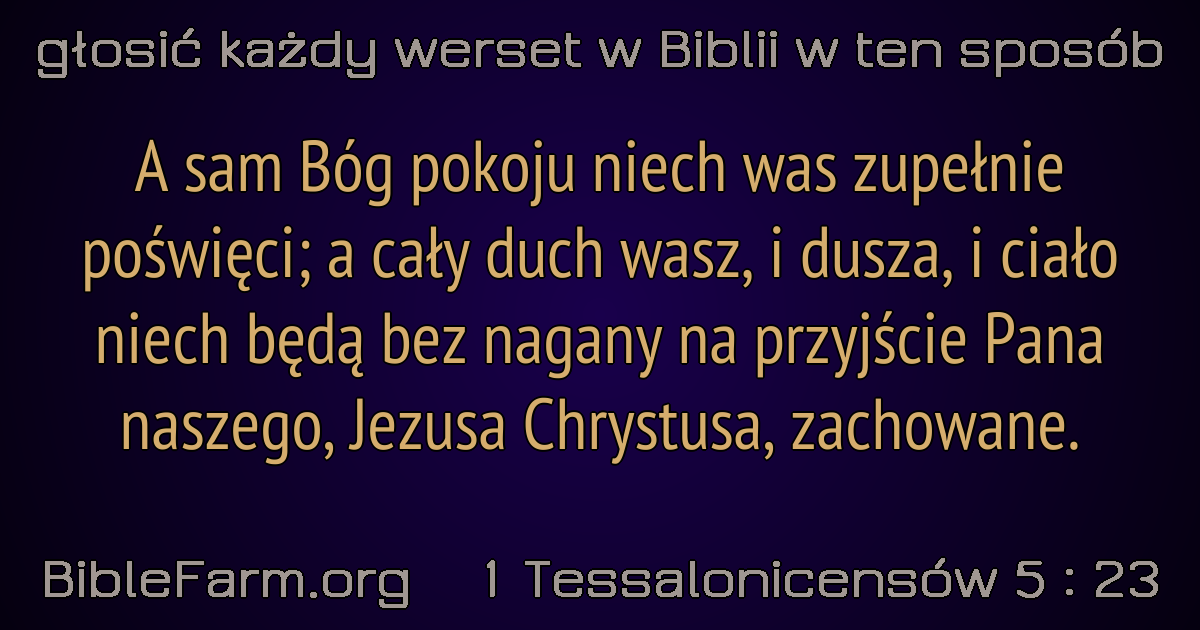 głosić każdy werset w Biblii w ten sposób
A sam Bóg pokoju niech was zupełnie
poświęci; a cały duch wasz, i dusza, i ciało
niech będą bez nagany na przyjście Pana
naszego, Jezusa Chrystusa, zachowane.
BibleFarm.org 1 Tessalonicensów 5 : 23